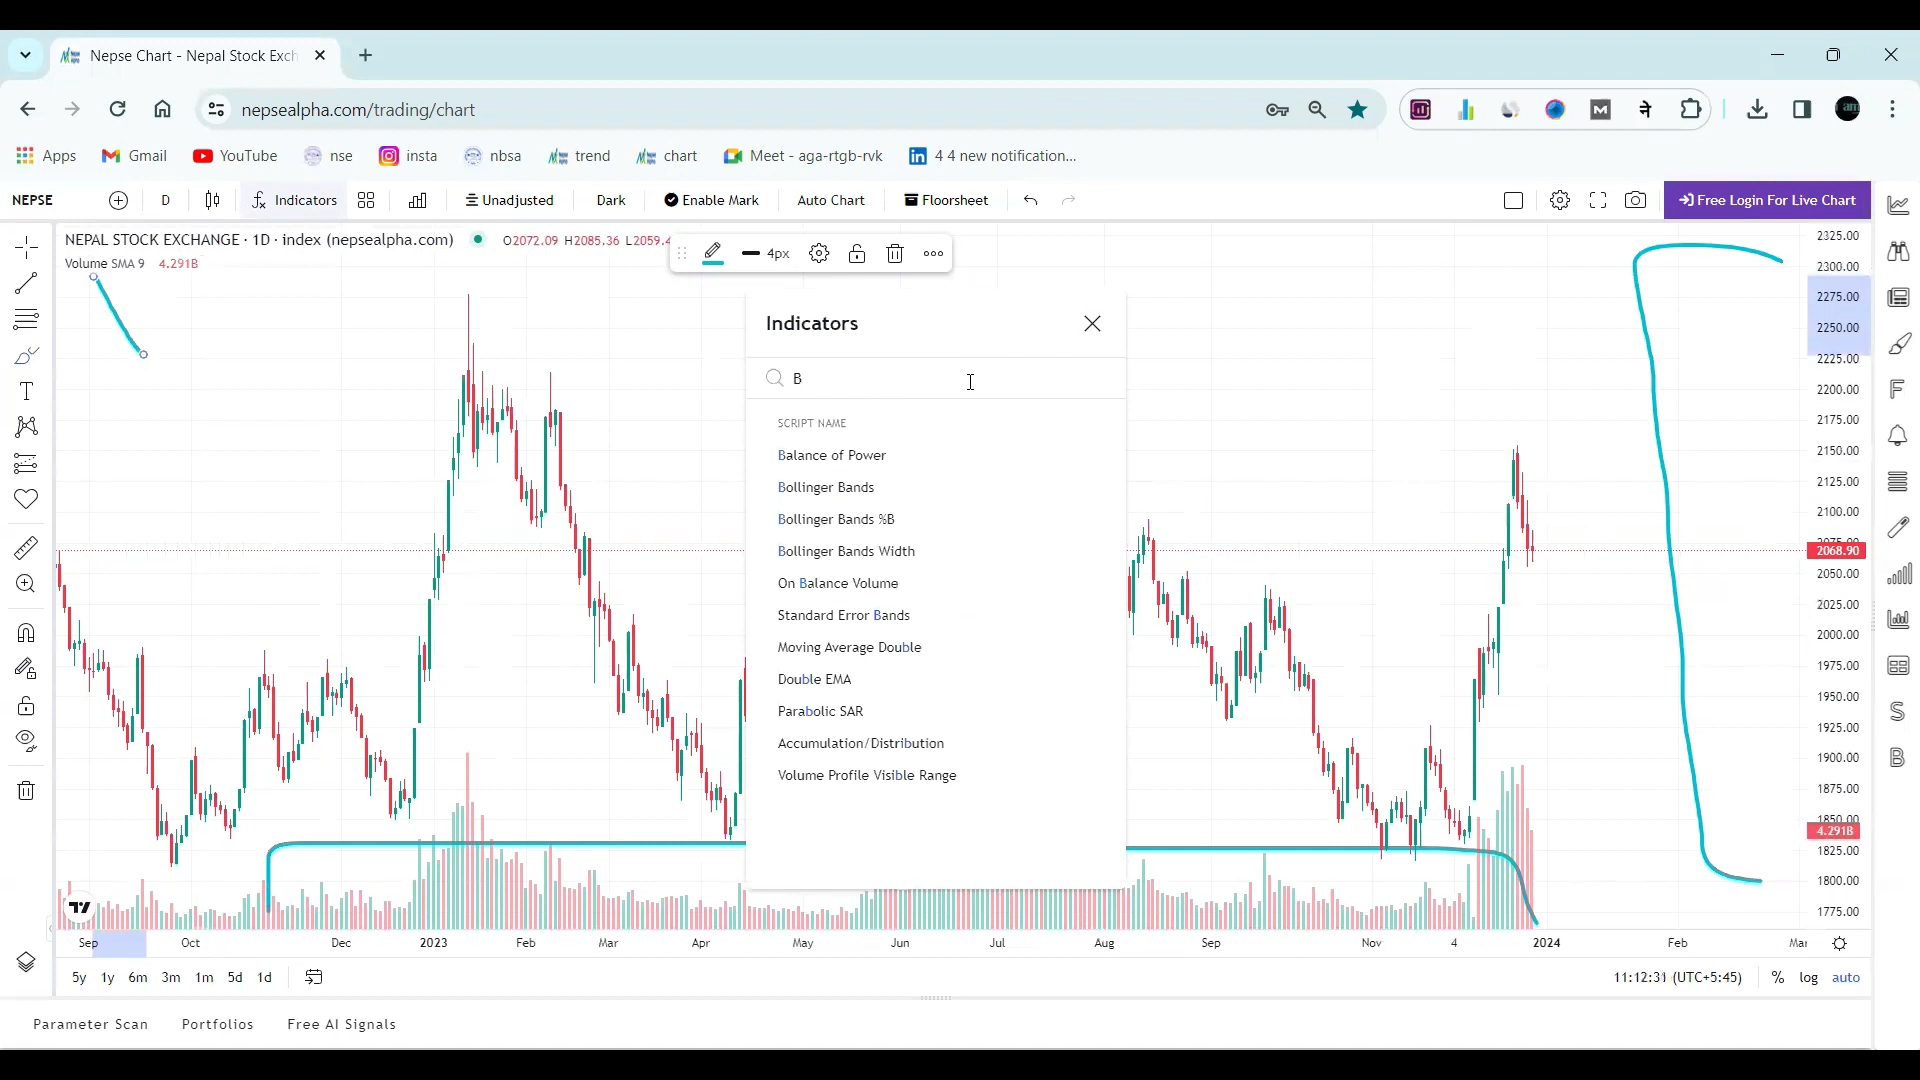 Nepse Chart - Nepal Stock Exch
nepsealpha.com/trading/chart
Apps
Gmail
YouTube
nse
insta
nbsa
trend
chart
Meet - aga-rtgb-rvk
4 4 new notification...
NEPSE
D
Indicators
Unadjusted
Dark
Enable Mark
Auto Chart
Floorsheet
Free Login For Live Chart
NEPAL STOCK EXCHANGE · 1D · index (nepsealpha.com)
O2072.09 H2085.36 L2059.4
Volume SMA 9 4.291B
4px
Indicators
B
SCRIPT NAME
Balance of Power
Bollinger Bands
Bollinger Bands %B
Bollinger Bands Width
On Balance Volume
Standard Error Bands
Moving Average Double
Double EMA
Parabolic SAR
Accumulation/Distribution
Volume Profile Visible Range
2325.00
2300.00
2275.00
2250.00
2225.00
2200.00
2175.00
2150.00
2125.00
2100.00
2068.90
2050.00
2025.00
2000.00
1975.00
1950.00
1925.00
1900.00
1875.00
4.291B
1825.00
1800.00
1775.00
Sep Oct Dec 2023 Feb Mar Apr May Jun Jul Aug Sep Nov 4 2024 Feb Mar
5y 1y 6m 3m 1m 5d 1d
11:12:31 (UTC+5:45)
% log auto
Parameter Scan
Portfolios
Free AI Signals